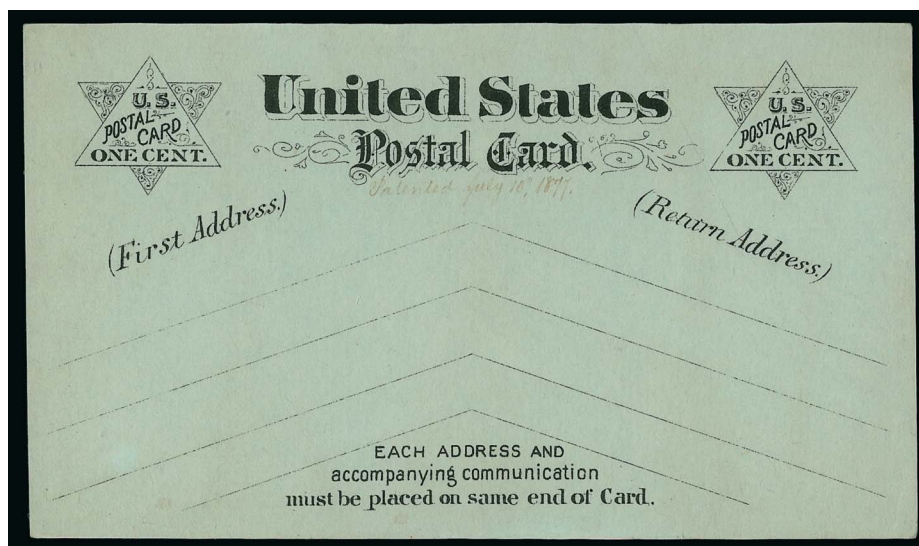 U.S.
POSTAL
CARD
ONE CENT.
United States
Postal Card.
Patented July 10, 1877.
U.S.
POSTAL
CARD
ONE CENT.
(First Address.)
(Return Address.)
EACH ADDRESS AND
accompanying communication
must be placed on same end of Card.